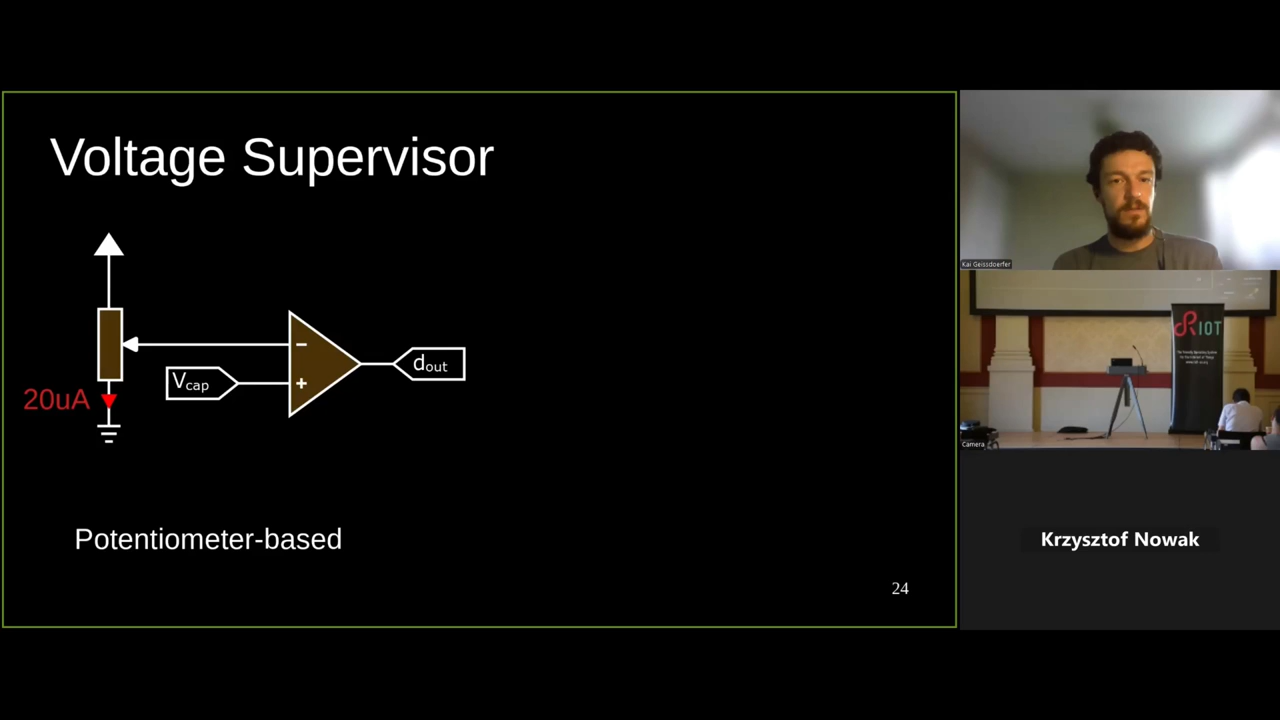 Voltage Supervisor
20uA
Vcap
−
+
dout
Potentiometer-based
24
Kai Geissdoerfer
RIOT
Camera
Krzysztof Nowak